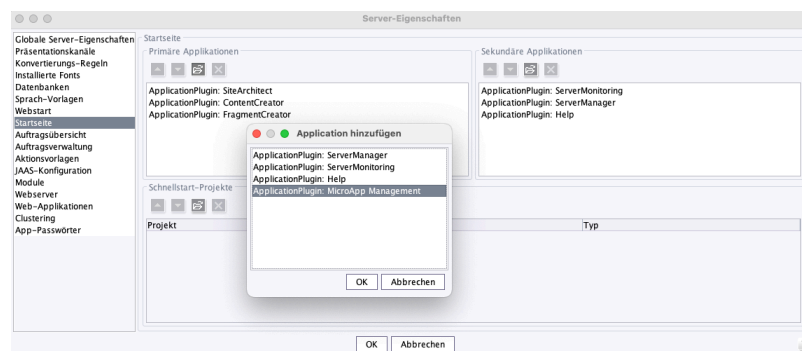 Server-Eigenschaften
Globale Server-Eigenschaften
Präsentationskanäle
Konvertierungs-Regeln
Installierte Fonts
Datenbanken
Sprach-Vorlagen
Webstart
Startseite
Auftragsübersicht
Auftragsverwaltung
Aktionsvorlagen
JAAS-Konfiguration
Module
Webserver
Web-Applikationen
Clustering
App-Passwörter
Startseite
Primäre Applikationen
ApplicationPlugin: SiteArchitect
ApplicationPlugin: ContentCreator
ApplicationPlugin: FragmentCreator
Sekundäre Applikationen
ApplicationPlugin: ServerMonitoring
ApplicationPlugin: ServerManager
ApplicationPlugin: Help
Schnellstart-Projekte
Projekt
Typ
Application hinzufügen
ApplicationPlugin: ServerManager
ApplicationPlugin: ServerMonitoring
ApplicationPlugin: Help
ApplicationPlugin: MicroApp Management
OK
Abbrechen
OK
Abbrechen